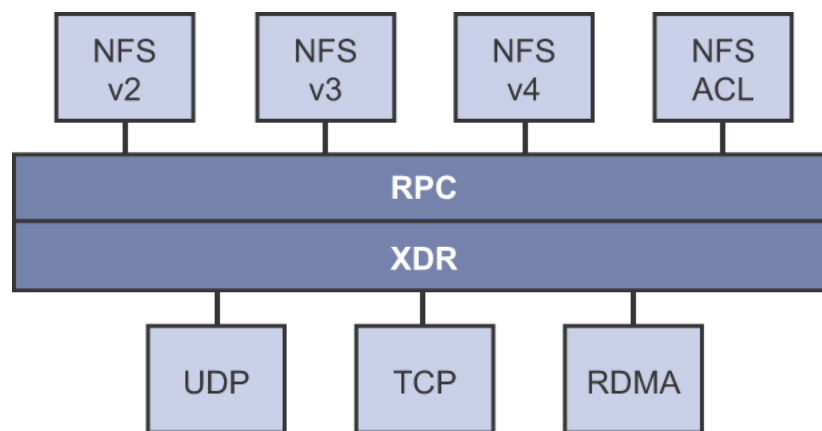 NFS
v2
NFS
v3
NFS
v4
NFS
ACL
RPC
XDR
UDP
TCP
RDMA